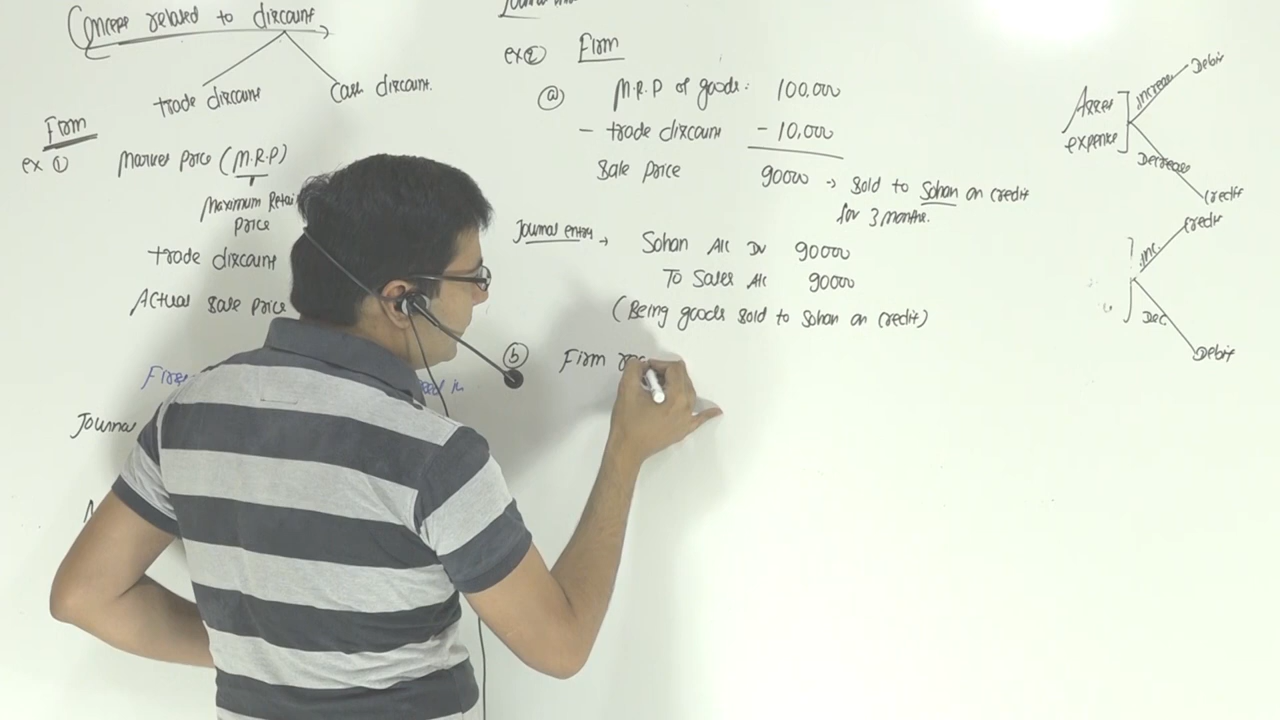 Concept related to discount
trade discount
Cash discount.
Firm
ex ①
Market price (M.R.P)
Maximum Retai
price
trade discount
Actual sale price
Journa
ex ②
Firm
ⓐ
M.R.P of goods: 100,000
- trade discount - 10,000
Sale price 90000 → Sold to Sohan on credit
for 3 months.
Journal entry →
Sohan A/c Dr 90000
To Sales A/c 90000
(Being goods sold to Sohan on credit)
ⓑ
Firm
Asset
expense
increase
Debit
Decrease
Credit
inc.
Credit
Dec
Debit